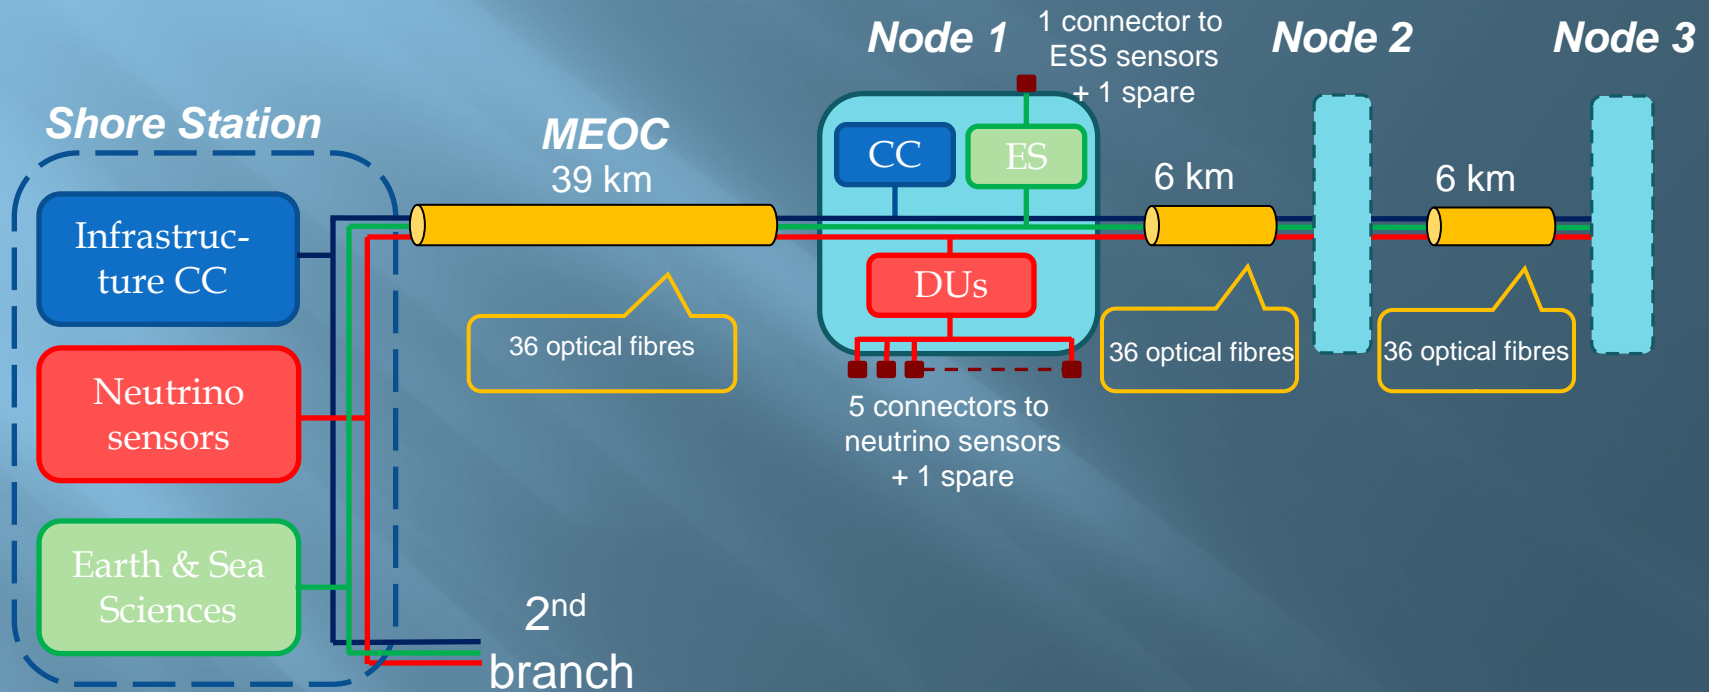 Shore Station
Infrastruc-
ture CC
Neutrino
sensors
Earth & Sea
Sciences
2nd
branch
MEOC
39 km
36 optical fibres
Node 1
1 connector to
ESS sensors
+ 1 spare
CC
ES
DUs
5 connectors to
neutrino sensors
+ 1 spare
6 km
36 optical fibres
Node 2
6 km
36 optical fibres
Node 3